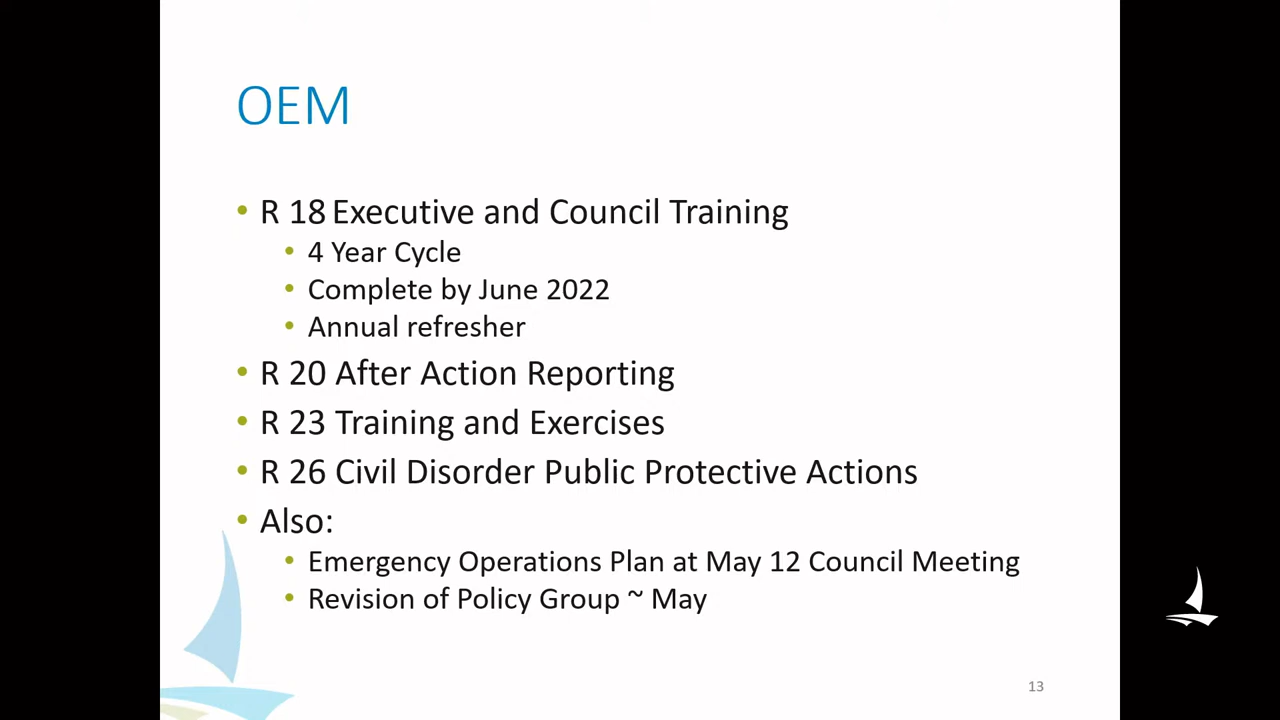 OEM
• R 18 Executive and Council Training
• 4 Year Cycle
• Complete by June 2022
• Annual refresher
• R 20 After Action Reporting
• R 23 Training and Exercises
• R 26 Civil Disorder Public Protective Actions
• Also:
• Emergency Operations Plan at May 12 Council Meeting
• Revision of Policy Group ~ May
13